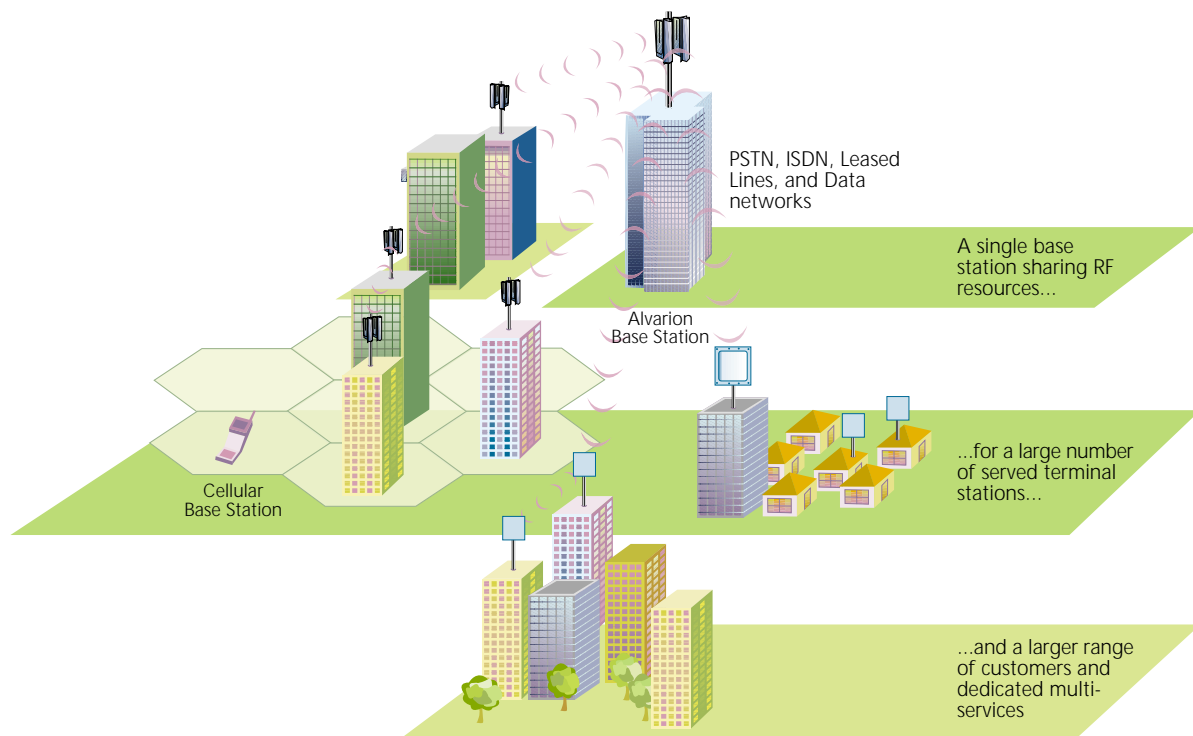 PSTN, ISDN, Leased
Lines, and Data
networks
A single base
station sharing RF
resources...
Alvarion
Base Station
...for a large number
of served terminal
stations...
Cellular
Base Station
...and a larger range
of customers and
dedicated multi-
services